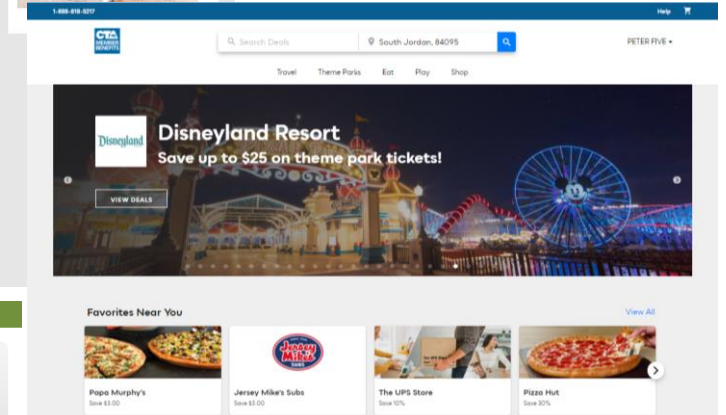 1-888-818-5217
Help
CTA
MEMBER
BENEFITS
Search Deals
South Jordan, 84095
PETER FIVE
Travel Theme Parks Eat Play Shop
Disneyland
Disneyland Resort
Save up to $25 on theme park tickets!
VIEW DEALS
Favorites Near You
View All
Jersey
Mike's
SUBS
Papa Murphy's
Save $3.00
Jersey Mike's Subs
Save $3.00
The UPS Store
Save 10%
Pizza Hut
Save 30%